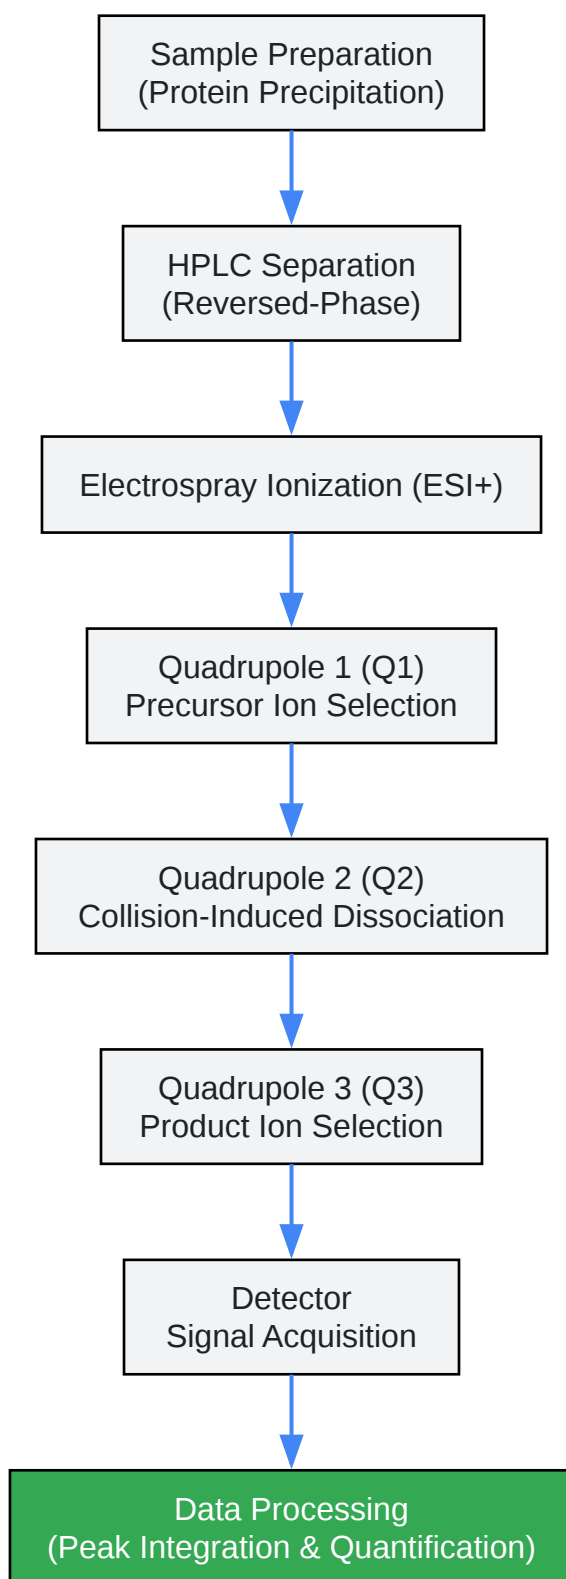 Sample Preparation
(Protein Precipitation)
HPLC Separation
(Reversed-Phase)
Electrospray Ionization (ESI+)
Quadrupole 1 (Q1)
Precursor Ion Selection
Quadrupole 2 (Q2)
Collision-Induced Dissociation
Quadrupole 3 (Q3)
Product Ion Selection
Detector
Signal Acquisition
Data Processing
(Peak Integration & Quantification)